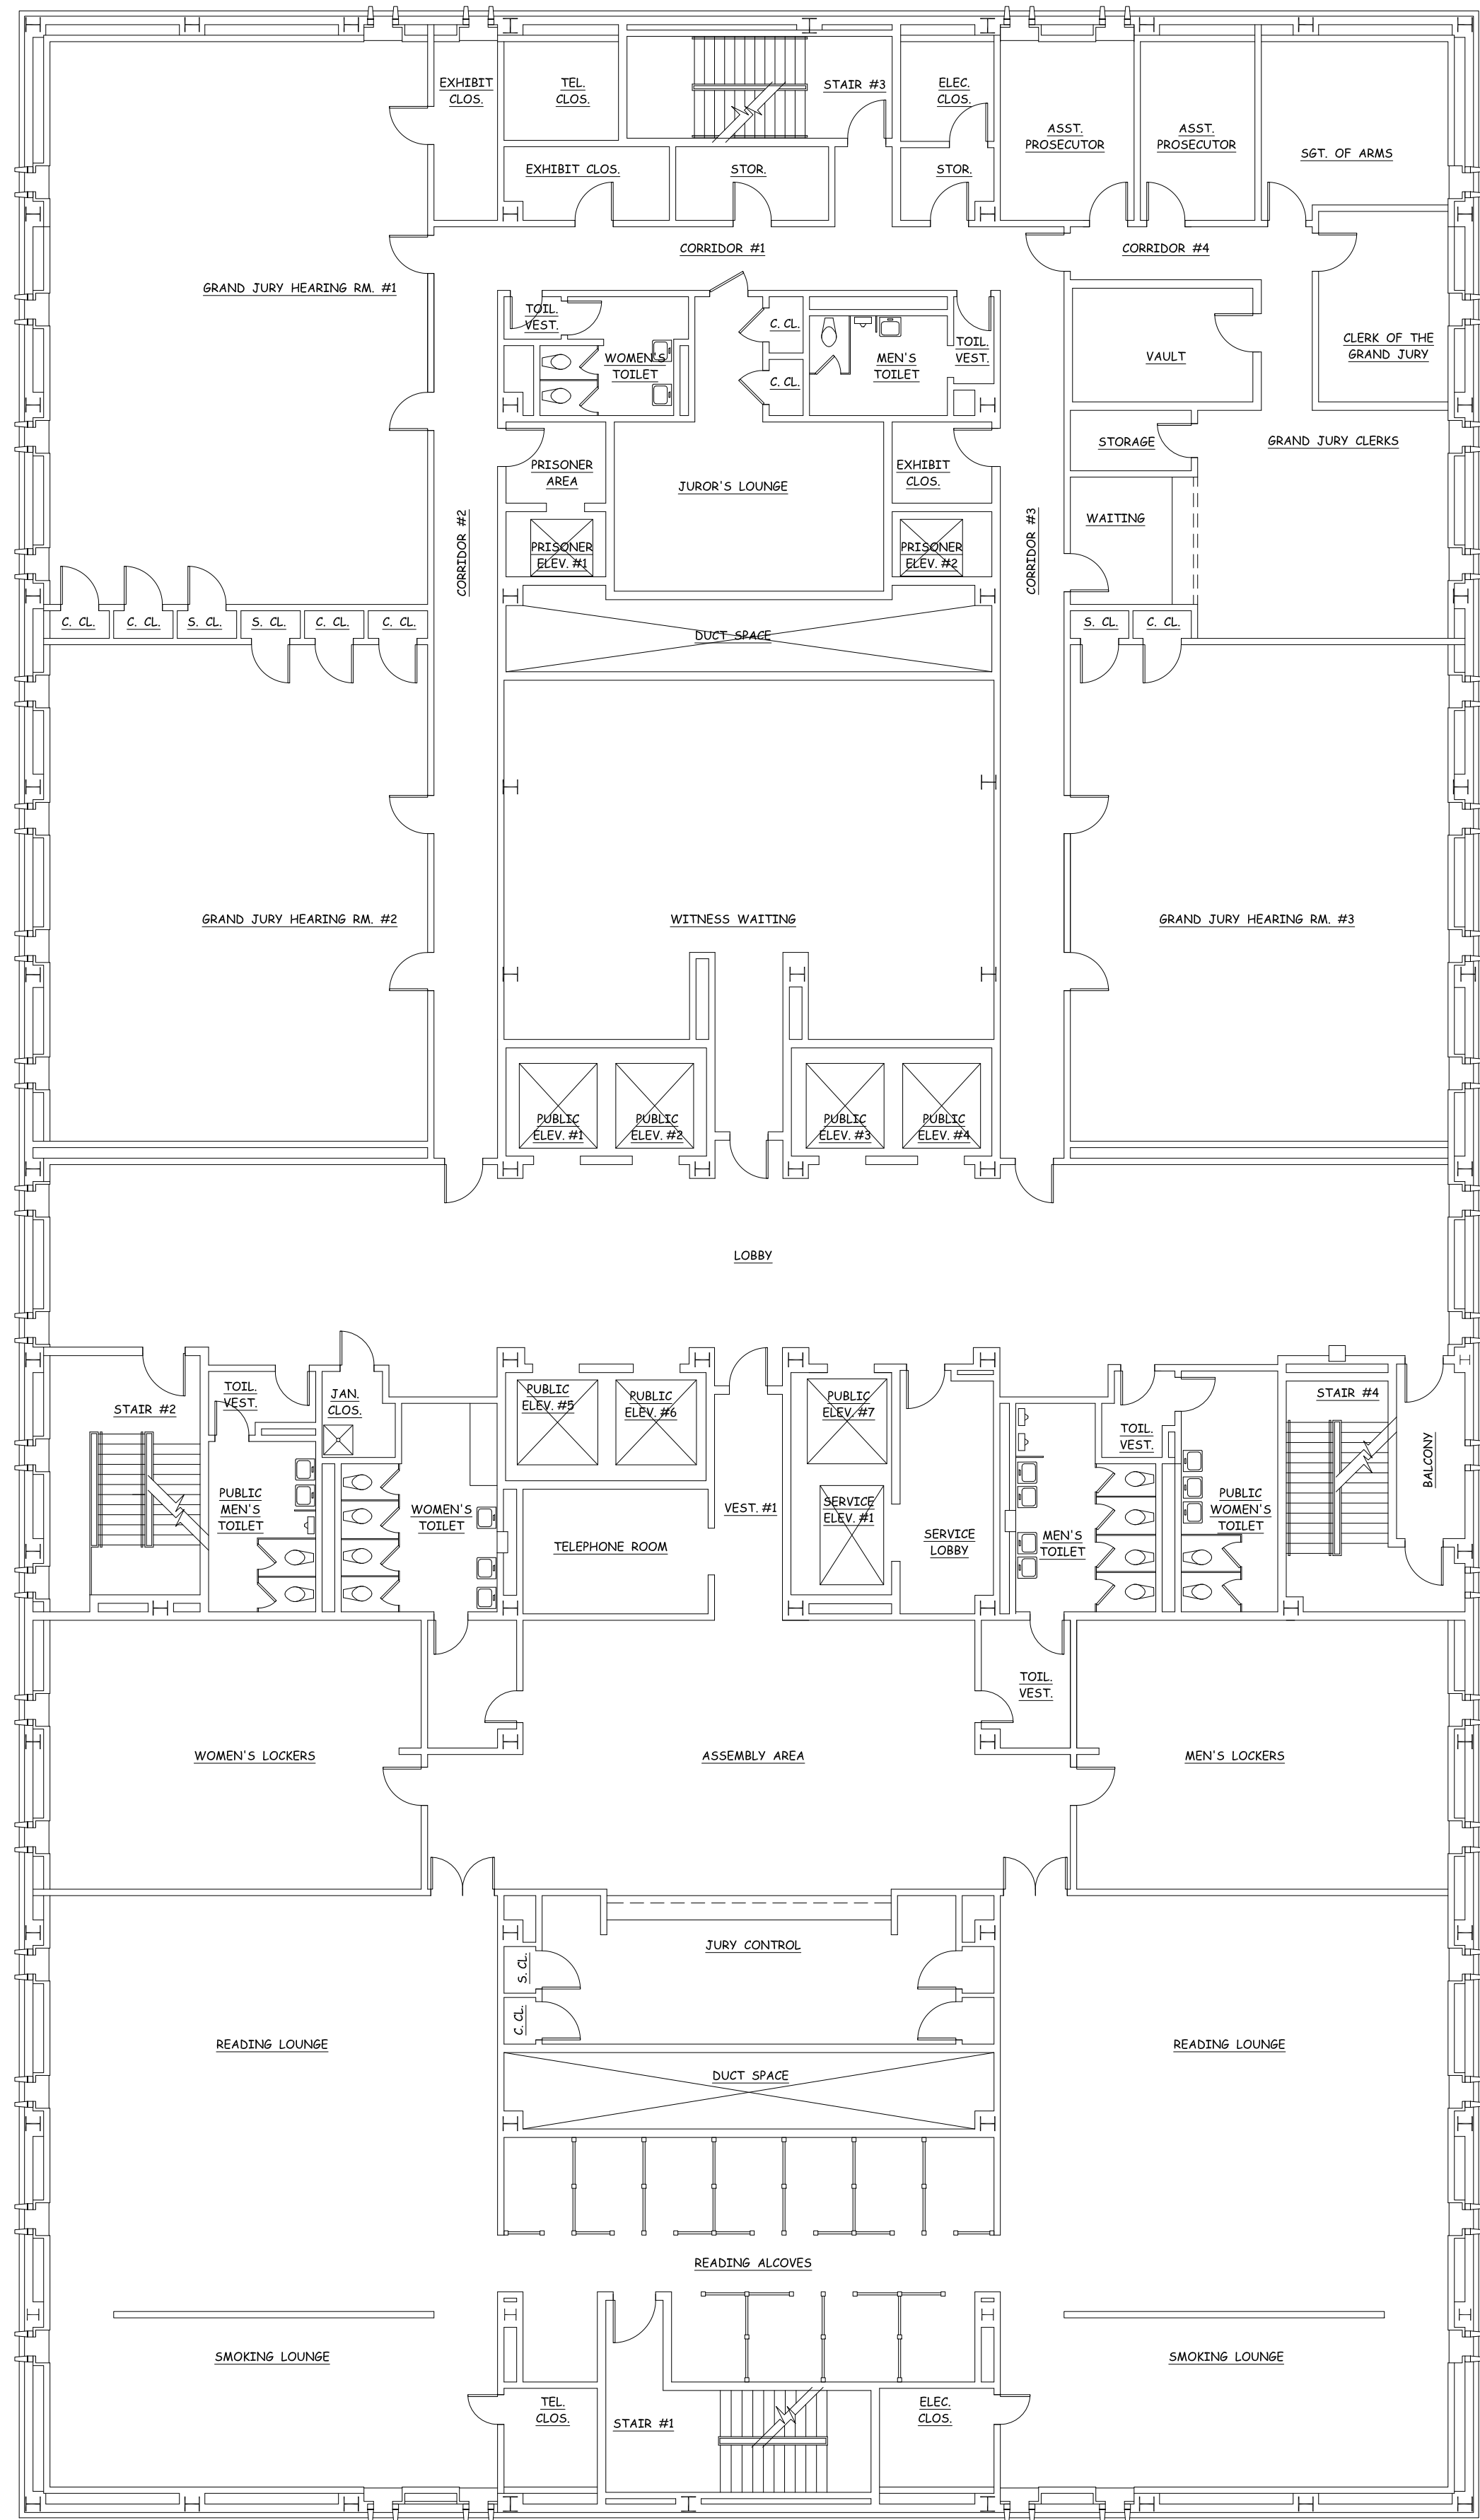 EXHIBIT
CLOS.
TEL.
CLOS.
STAIR #3
ELEC.
CLOS.
ASST.
PROSECUTOR
ASST.
PROSECUTOR
SGT. OF ARMS
EXHIBIT CLOS.
STOR.
STOR.
CORRIDOR #1
CORRIDOR #4
GRAND JURY HEARING RM. #1
TOIL.
VEST.
WOMEN'S
TOILET
C. CL.
C. CL.
MEN'S
TOILET
TOIL.
VEST.
VAULT
CLERK OF THE
GRAND JURY
STORAGE
GRAND JURY CLERKS
PRISONER
AREA
JUROR'S LOUNGE
EXHIBIT
CLOS.
WAITING
CORRIDOR #2
PRISONER
ELEV. #1
PRISONER
ELEV. #2
CORRIDOR #3
C. CL.
C. CL.
S. CL.
S. CL.
C. CL.
C. CL.
DUCT SPACE
S. CL.
C. CL.
GRAND JURY HEARING RM. #2
WITNESS WAITING
GRAND JURY HEARING RM. #3
PUBLIC
ELEV. #1
PUBLIC
ELEV. #2
PUBLIC
ELEV. #3
PUBLIC
ELEV. #4
LOBBY
STAIR #2
TOIL.
VEST.
JAN.
CLOS.
PUBLIC
ELEV. #5
PUBLIC
ELEV. #6
PUBLIC
ELEV. #7
STAIR #4
TOIL.
VEST.
BALCONY
PUBLIC
MEN'S
TOILET
WOMEN'S
TOILET
VEST. #1
SERVICE
ELEV. #1
SERVICE
LOBBY
MEN'S
TOILET
PUBLIC
WOMEN'S
TOILET
TELEPHONE ROOM
TOIL.
VEST.
WOMEN'S LOCKERS
ASSEMBLY AREA
MEN'S LOCKERS
JURY CONTROL
S. CL.
C. CL.
READING LOUNGE
READING LOUNGE
DUCT SPACE
READING ALCOVES
SMOKING LOUNGE
SMOKING LOUNGE
TEL.
CLOS.
STAIR #1
ELEC.
CLOS.